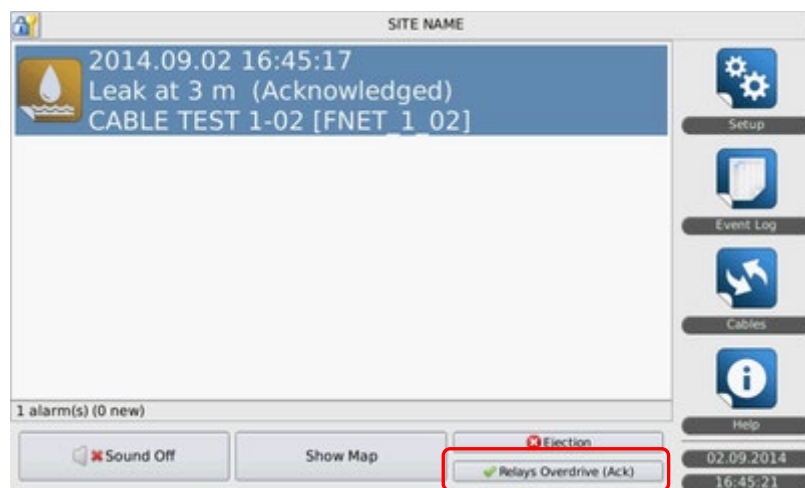 SITE NAME
2014.09.02 16:45:17
Leak at 3 m (Acknowledged)
CABLE TEST 1-02 [FNET_1_02]
Setup
Event Log
Cables
Help
1 alarm(s) (0 new)
Sound Off
Show Map
Ejection
Relays Overdrive (Ack)
02.09.2014
16:45:21